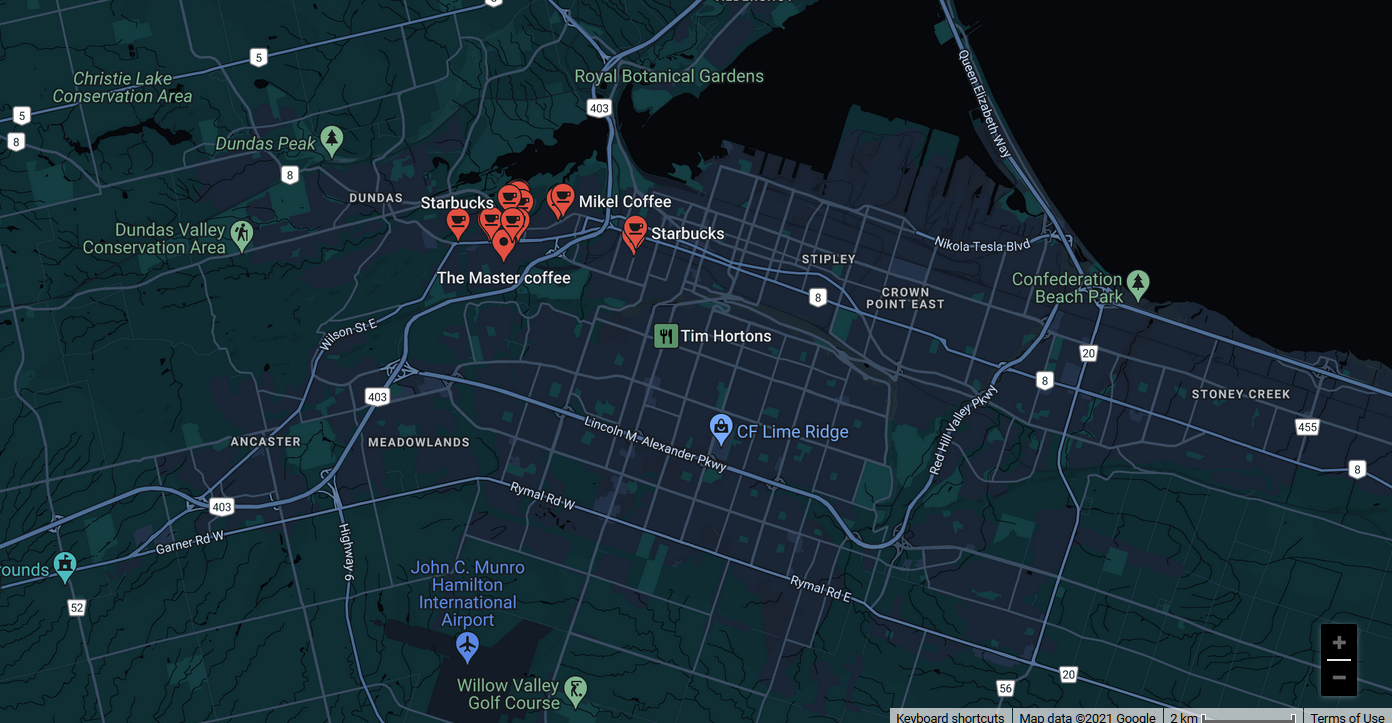 5
Christie Lake
Conservation Area
Royal Botanical Gardens
403
5
8
Dundas Peak
8
Queen Elizabeth Way
DUNDAS
Starbucks
Mikel Coffee
Dundas Valley
Conservation Area
Starbucks
Nikola Tesla Blvd
STIPLEY
The Master coffee
Confederation
Beach Park
8
CROWN
POINT EAST
Wilson St E
Tim Hortons
20
8
403
STONEY CREEK
455
ANCASTER
MEADOWLANDS
Lincoln M. Alexander Pkwy
CF Lime Ridge
Red Hill Valley Pkwy
8
403
Rymal Rd W
Garner Rd W
Highway 6
ounds
John C. Munro
Hamilton
International
Airport
Rymal Rd E
52
Willow Valley
Golf Course
56
20
+
−
Keyboard shortcuts
Map data ©2021 Google
2 km
Terms of Use